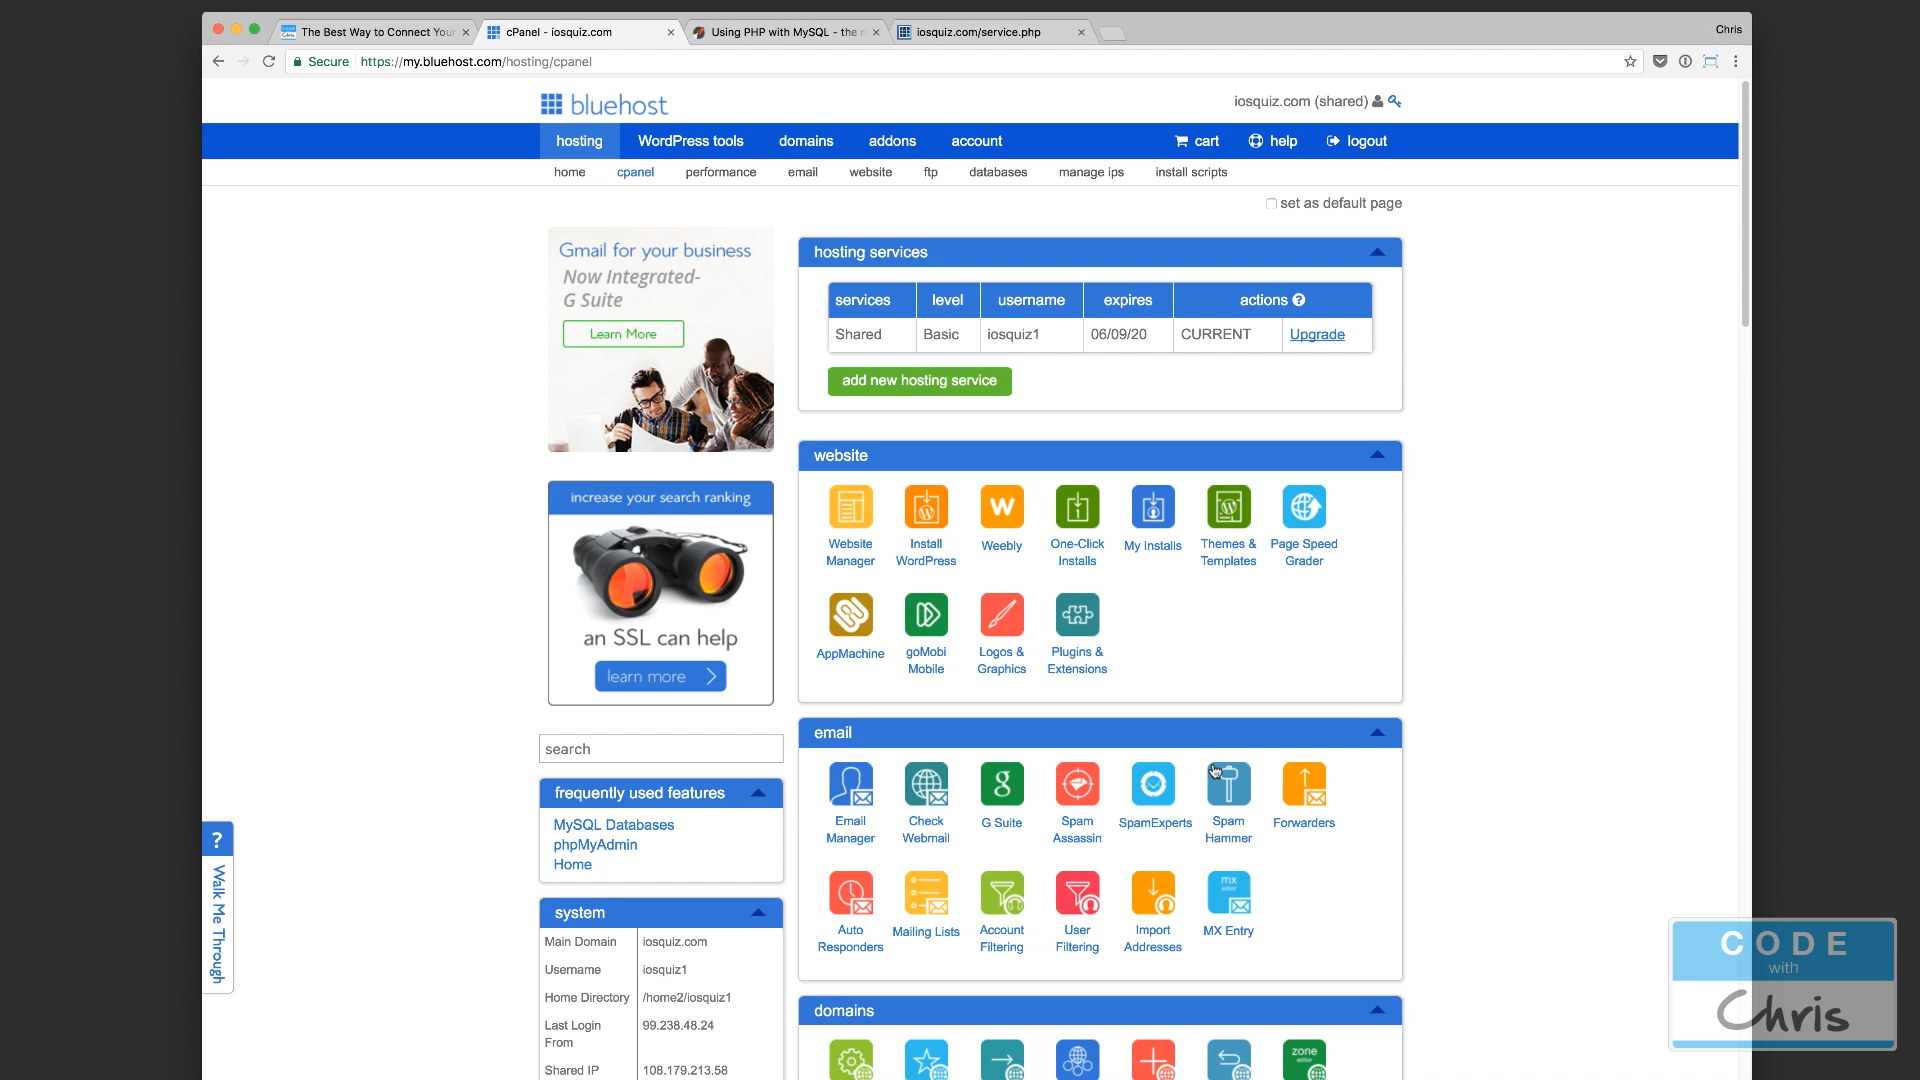 The Best Way to Connect Your
cPanel - iosquiz.com
Using PHP with MySQL - the ri
iosquiz.com/service.php
Chris
Secure
https://my.bluehost.com/hosting/cpanel
bluehost
iosquiz.com (shared)
hosting
WordPress tools
domains
addons
account
cart
help
logout
home
cpanel
performance
email
website
ftp
databases
manage ips
install scripts
set as default page
Gmail for your business
Now Integrated-
G Suite
Learn More
hosting services
services level username expires actions
Shared Basic iosquiz1 06/09/20 CURRENT Upgrade
add new hosting service
increase your search ranking
an SSL can help
learn more
website
Website
Manager
Install
WordPress
Weebly
One-Click
Installs
My Installs
Themes &
Templates
Page Speed
Grader
AppMachine
goMobi
Mobile
Logos &
Graphics
Plugins &
Extensions
search
email
Email
Manager
Check
Webmail
G Suite
Spam
Assassin
SpamExperts
Spam
Hammer
Forwarders
Auto
Responders
Mailing Lists
Account
Filtering
User
Filtering
Import
Addresses
mx
editor
MX Entry
frequently used features
MySQL Databases
phpMyAdmin
Home
?
Walk Me Through
system
Main Domain iosquiz.com
Username iosquiz1
Home Directory /home2/iosquiz1
Last Login
From
99.238.48.24
Shared IP 108.179.213.58
domains
zone
editor
CODE
with
Chris